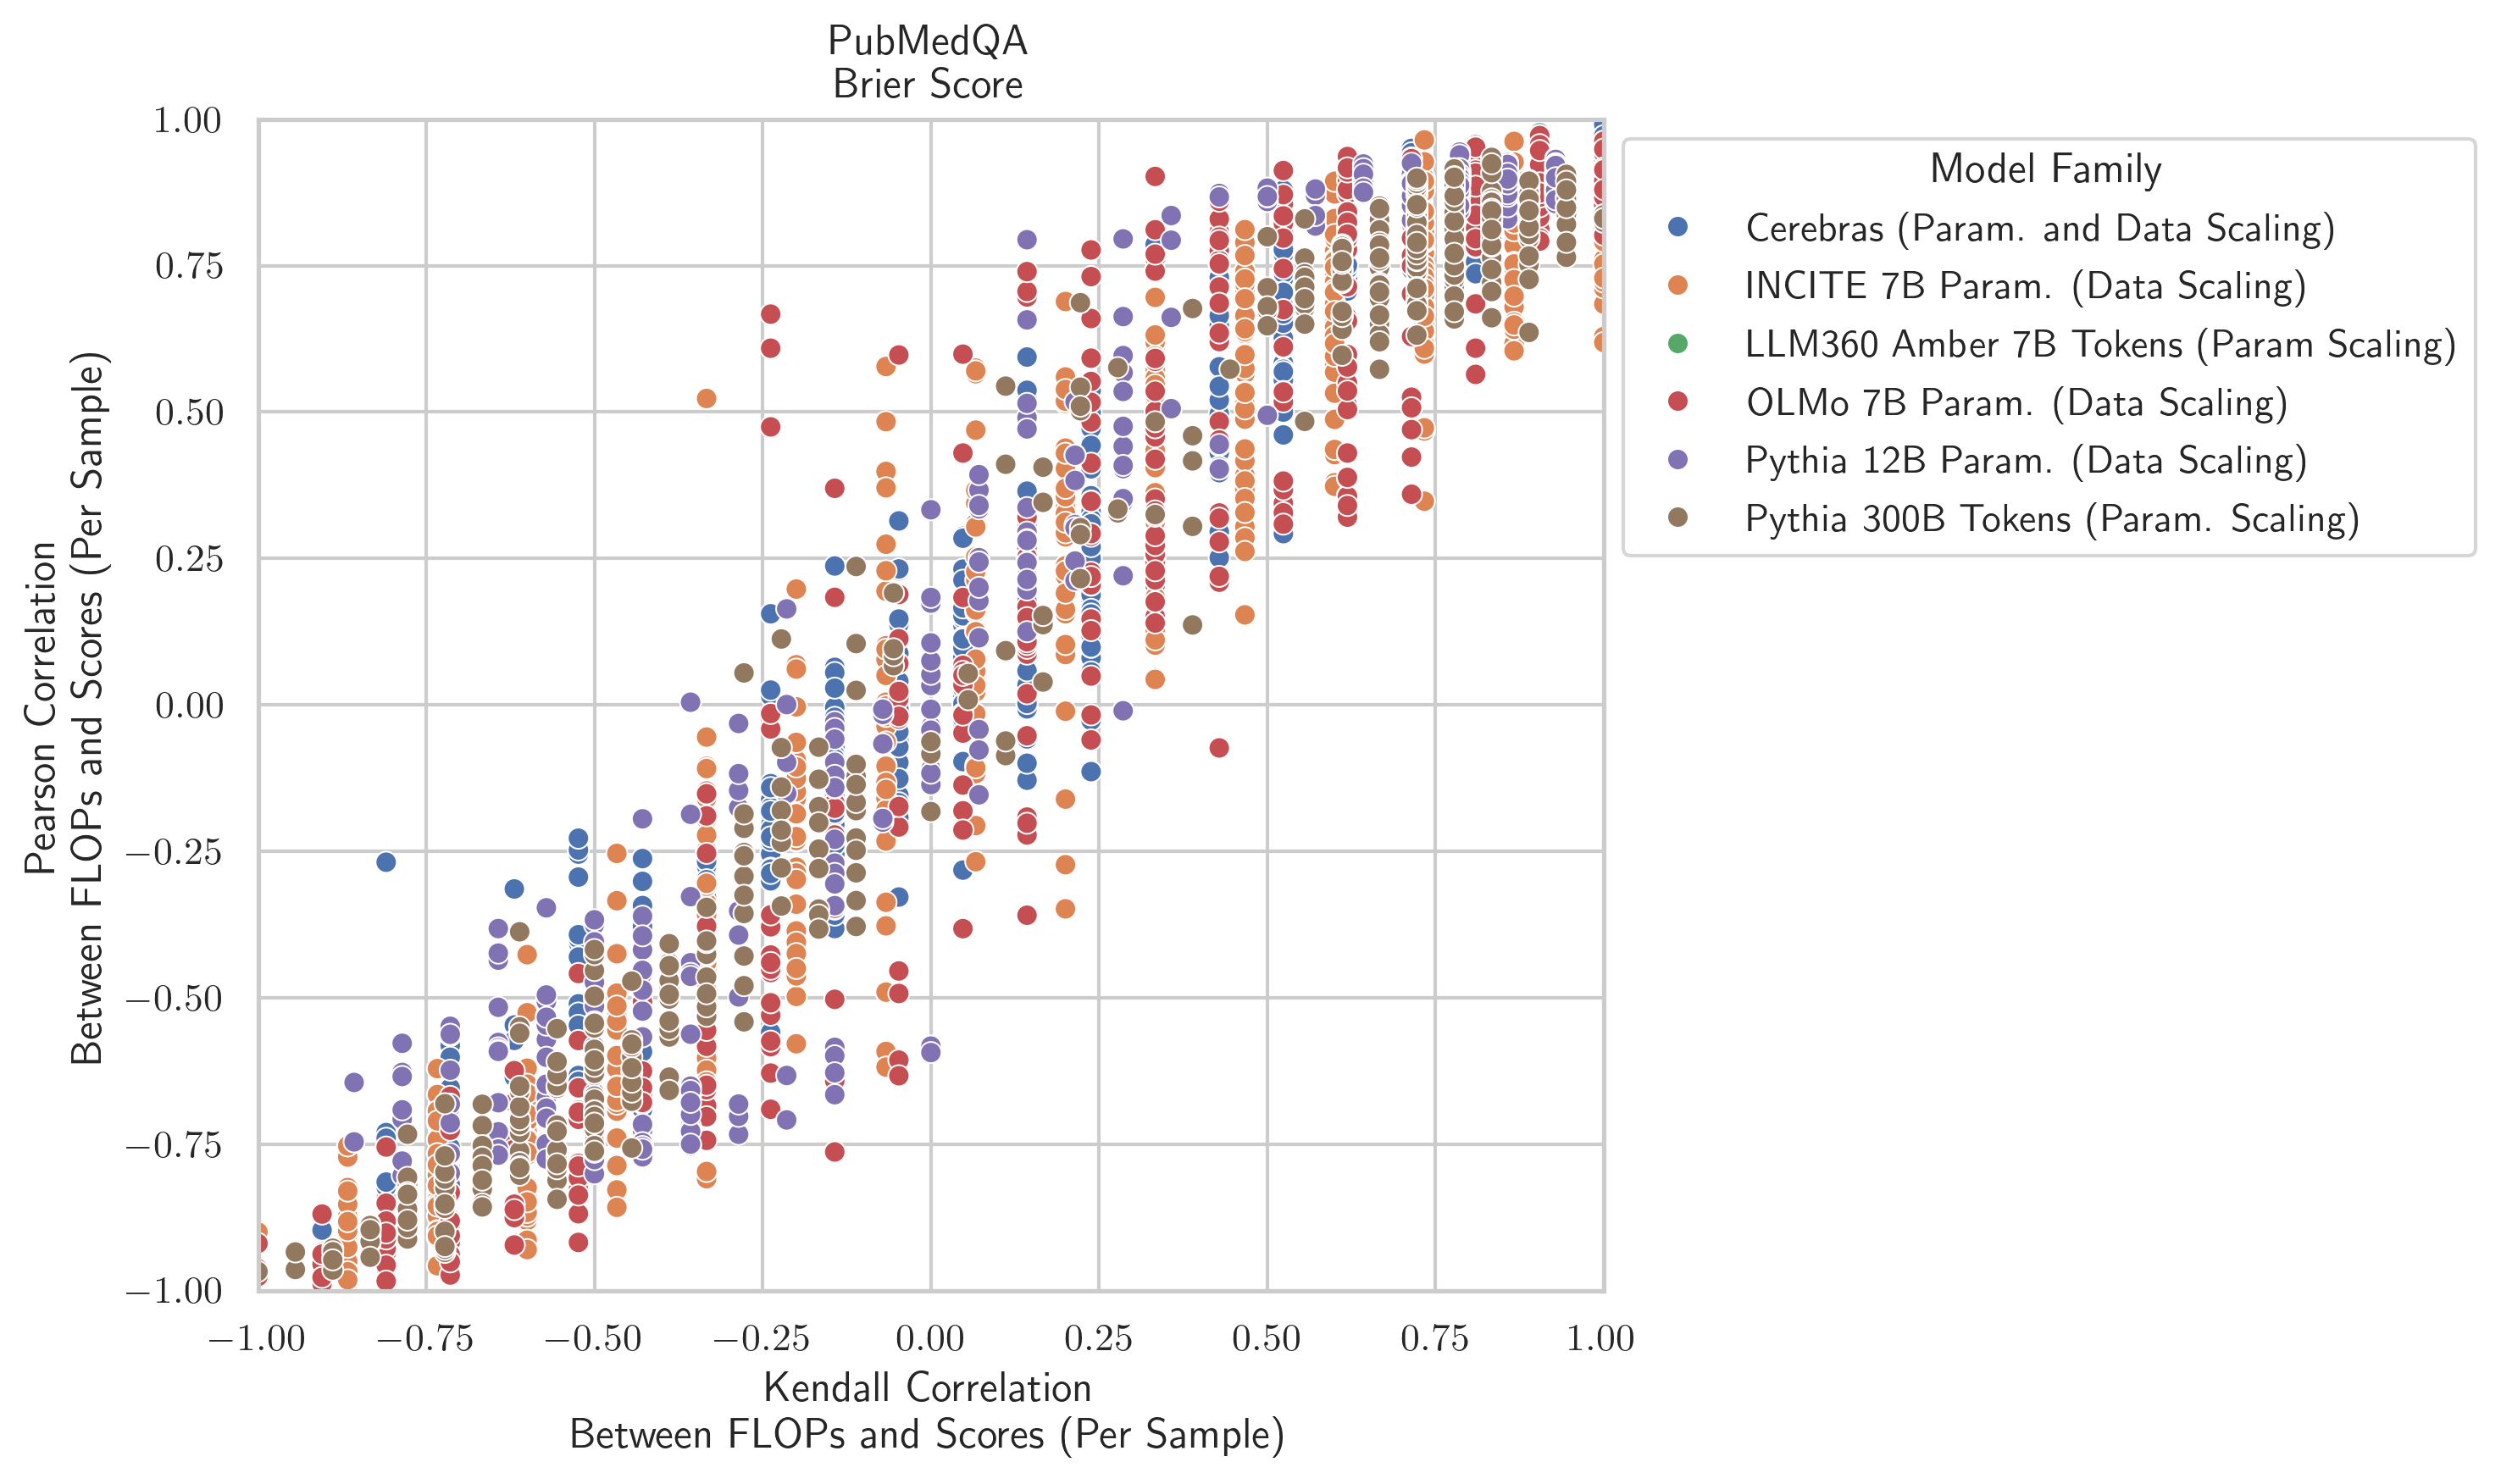 PubMedQA
Brier Score
1.00
0.75
0.50
0.25
0.00
−0.25
−0.50
−0.75
−1.00
Pearson Correlation
Between FLOPs and Scores (Per Sample)
−1.00 −0.75 −0.50 −0.25 0.00 0.25 0.50 0.75 1.00
Kendall Correlation
Between FLOPs and Scores (Per Sample)
Model Family
Cerebras (Param. and Data Scaling)
INCITE 7B Param. (Data Scaling)
LLM360 Amber 7B Tokens (Param Scaling)
OLMo 7B Param. (Data Scaling)
Pythia 12B Param. (Data Scaling)
Pythia 300B Tokens (Param. Scaling)